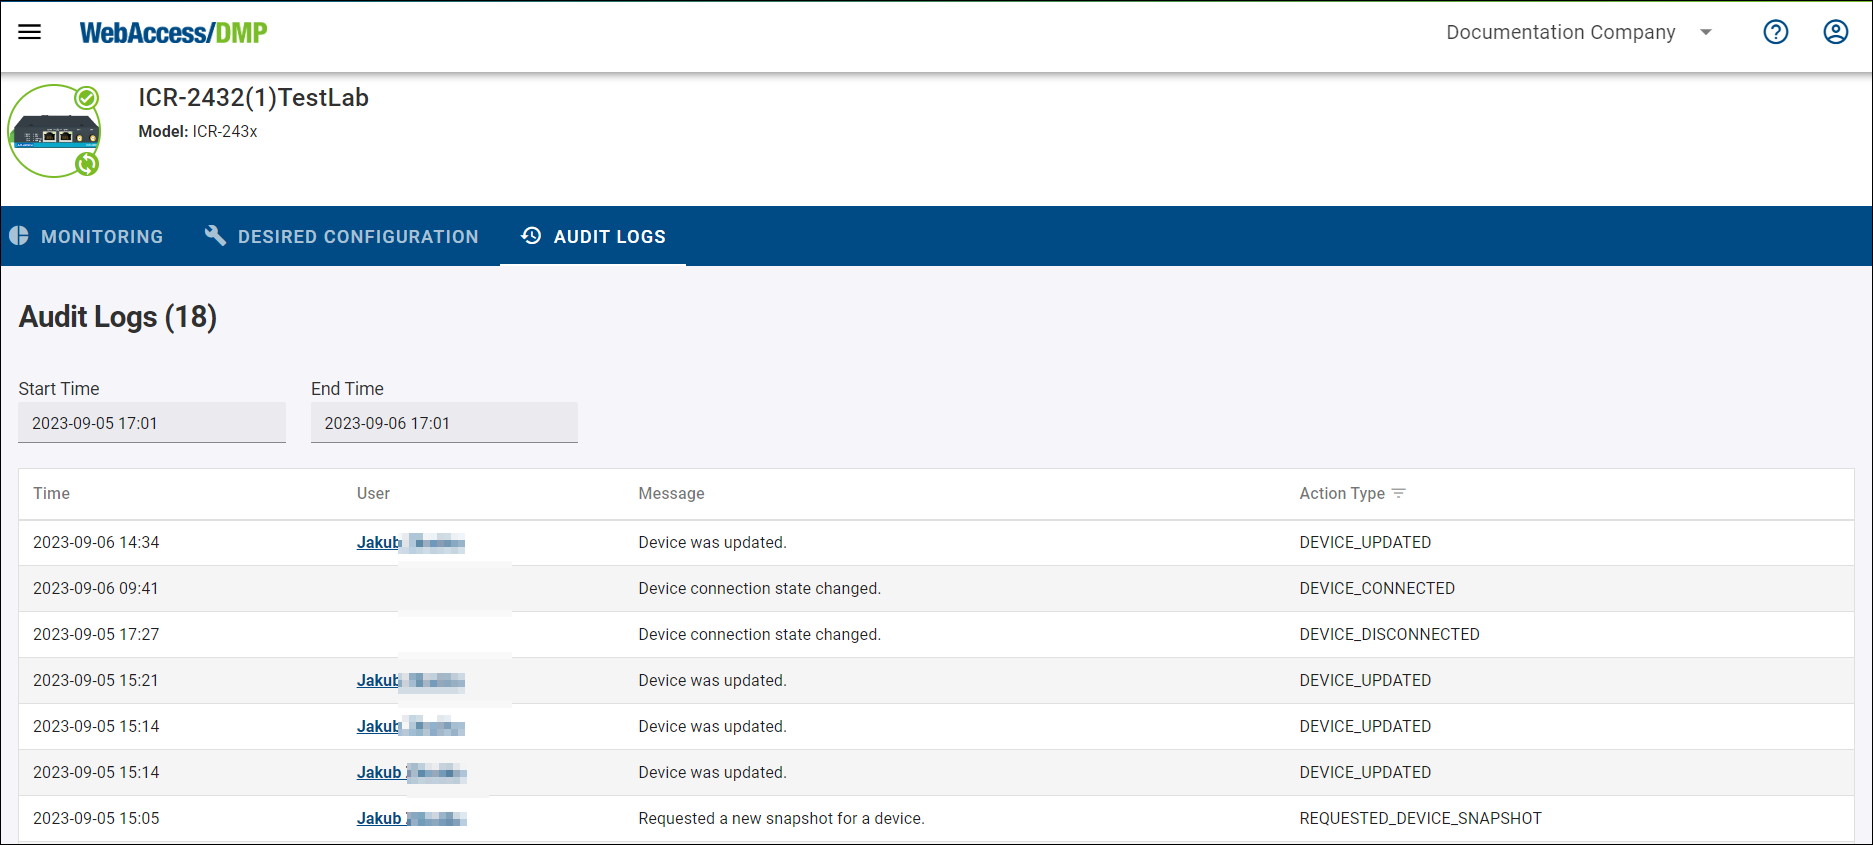 WebAccess/DMP
Documentation Company
ICR-2432(1)TestLab
Model: ICR-243x
MONITORING
DESIRED CONFIGURATION
AUDIT LOGS
Audit Logs (18)
Start Time
End Time
2023-09-05 17:01
2023-09-06 17:01
Time User Message Action Type
2023-09-06 14:34 Jakub Device was updated. DEVICE_UPDATED
2023-09-06 09:41 Device connection state changed. DEVICE_CONNECTED
2023-09-05 17:27 Device connection state changed. DEVICE_DISCONNECTED
2023-09-05 15:21 Jakub Device was updated. DEVICE_UPDATED
2023-09-05 15:14 Jakub Device was updated. DEVICE_UPDATED
2023-09-05 15:14 Jakub Device was updated. DEVICE_UPDATED
2023-09-05 15:05 Jakub Requested a new snapshot for a device. REQUESTED_DEVICE_SNAPSHOT